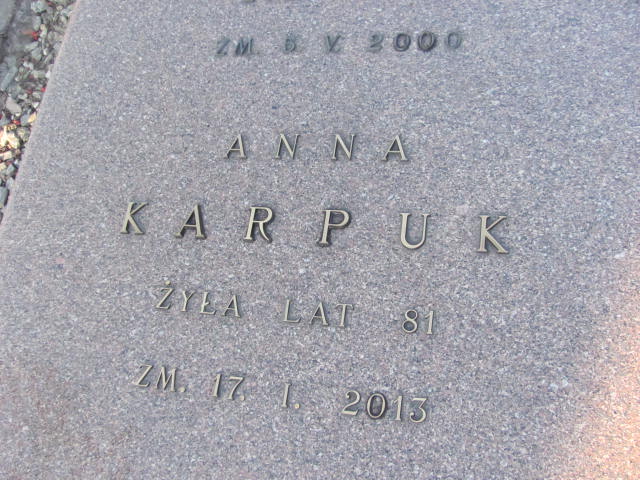 ZM. 5. V. 2000
ANNA
KARPUK
ŻYŁA LAT 81
ZM. 17. I. 2013